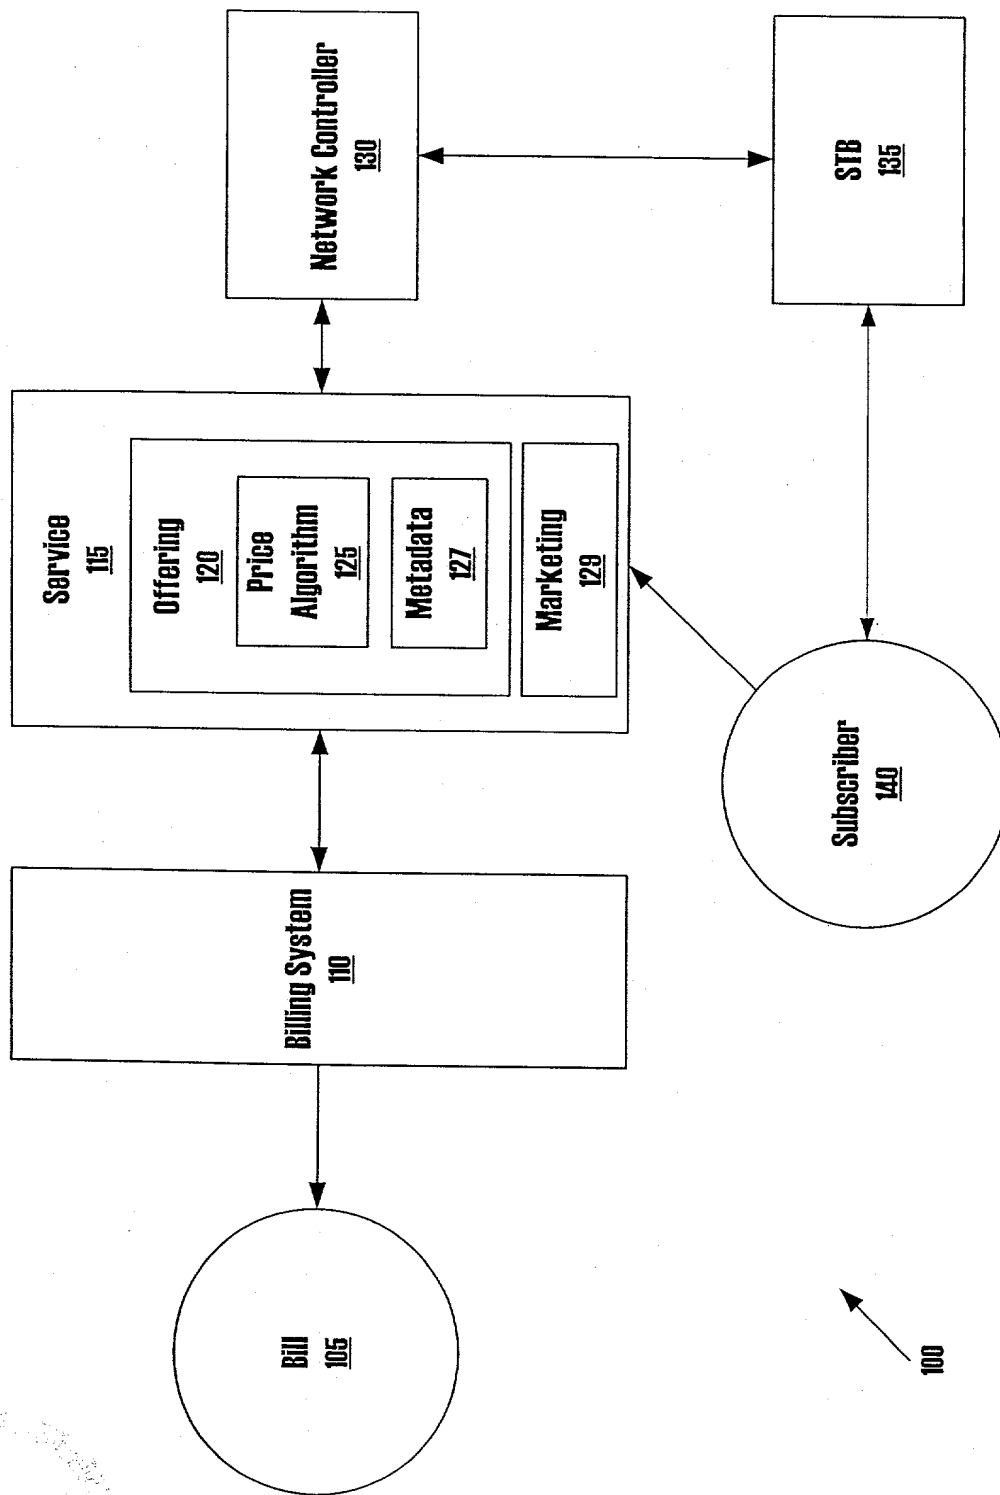 Bill
105
Billing System
110
Service
115
Offering
120
Price
Algorithm
125
Metadata
127
Marketing
129
Network Controller
130
Subscriber
140
STB
135
100